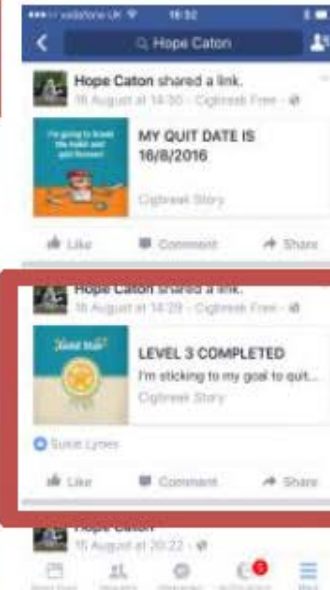 vodafone UK 16:32
Hope Caton
Hope Caton shared a link.
16 August at 14:30 - Cigbreak Free -
I'm going to break
the habit and
quit forever!
MY QUIT DATE IS
16/8/2016
Cigbreak Story
Like Comment Share
Hope Caton shared a link.
16 August at 14:29 - Cigbreak Free -
LEVEL 3 COMPLETED
I'm sticking to my goal to quit...
Cigbreak Story
Susie Lymes
Like Comment Share
Hope Caton
15 August at 20:22 -
More